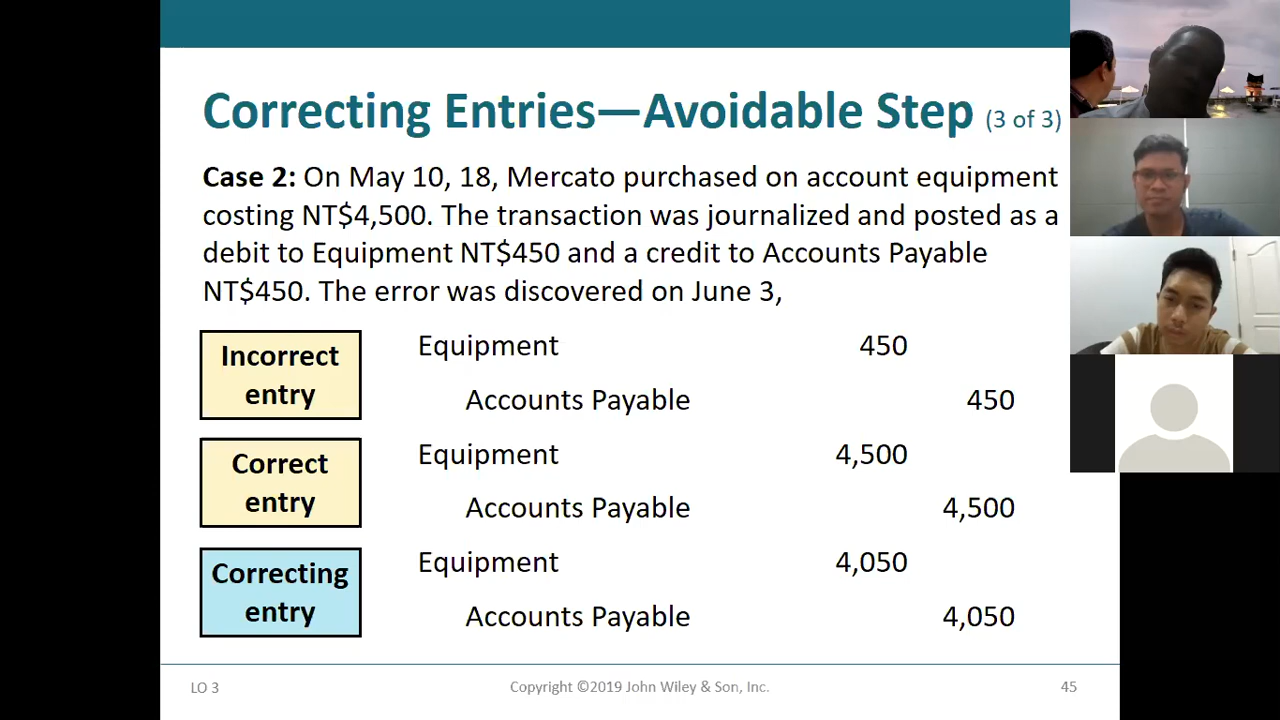 Correcting Entries—Avoidable Step (3 of 3)
Case 2: On May 10, 18, Mercato purchased on account equipment
costing NT$4,500. The transaction was journalized and posted as a
debit to Equipment NT$450 and a credit to Accounts Payable
NT$450. The error was discovered on June 3,
Incorrect
entry
Equipment 450
Accounts Payable 450
Correct
entry
Equipment 4,500
Accounts Payable 4,500
Correcting
entry
Equipment 4,050
Accounts Payable 4,050
LO 3 Copyright ©2019 John Wiley & Son, Inc. 45